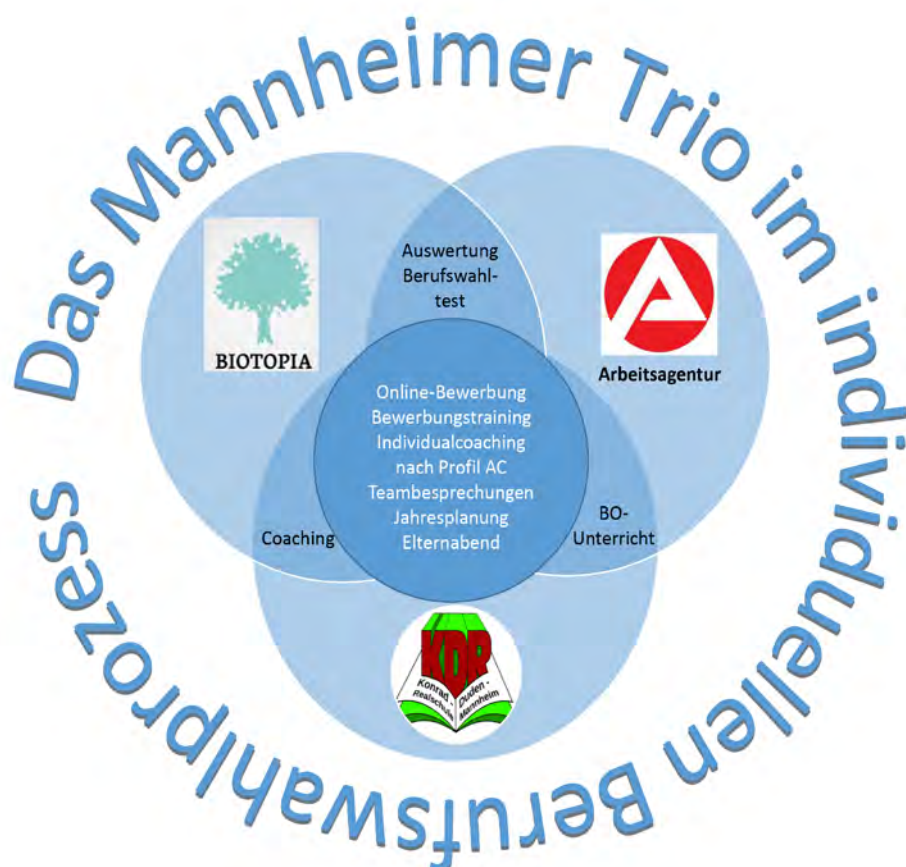 Das Mannheimer Trio im individuellen Berufswahlprozess
Auswertung
Berufswahl-
test
BIOTOPIA
Arbeitsagentur
Online-Bewerbung
Bewerbungstraining
Individualcoaching
nach Profil AC
Teambesprechungen
Jahresplanung
Elternabend
Coaching
BO-
Unterricht
KDR
Konrad -
Realschule
Duden -
Mannheim